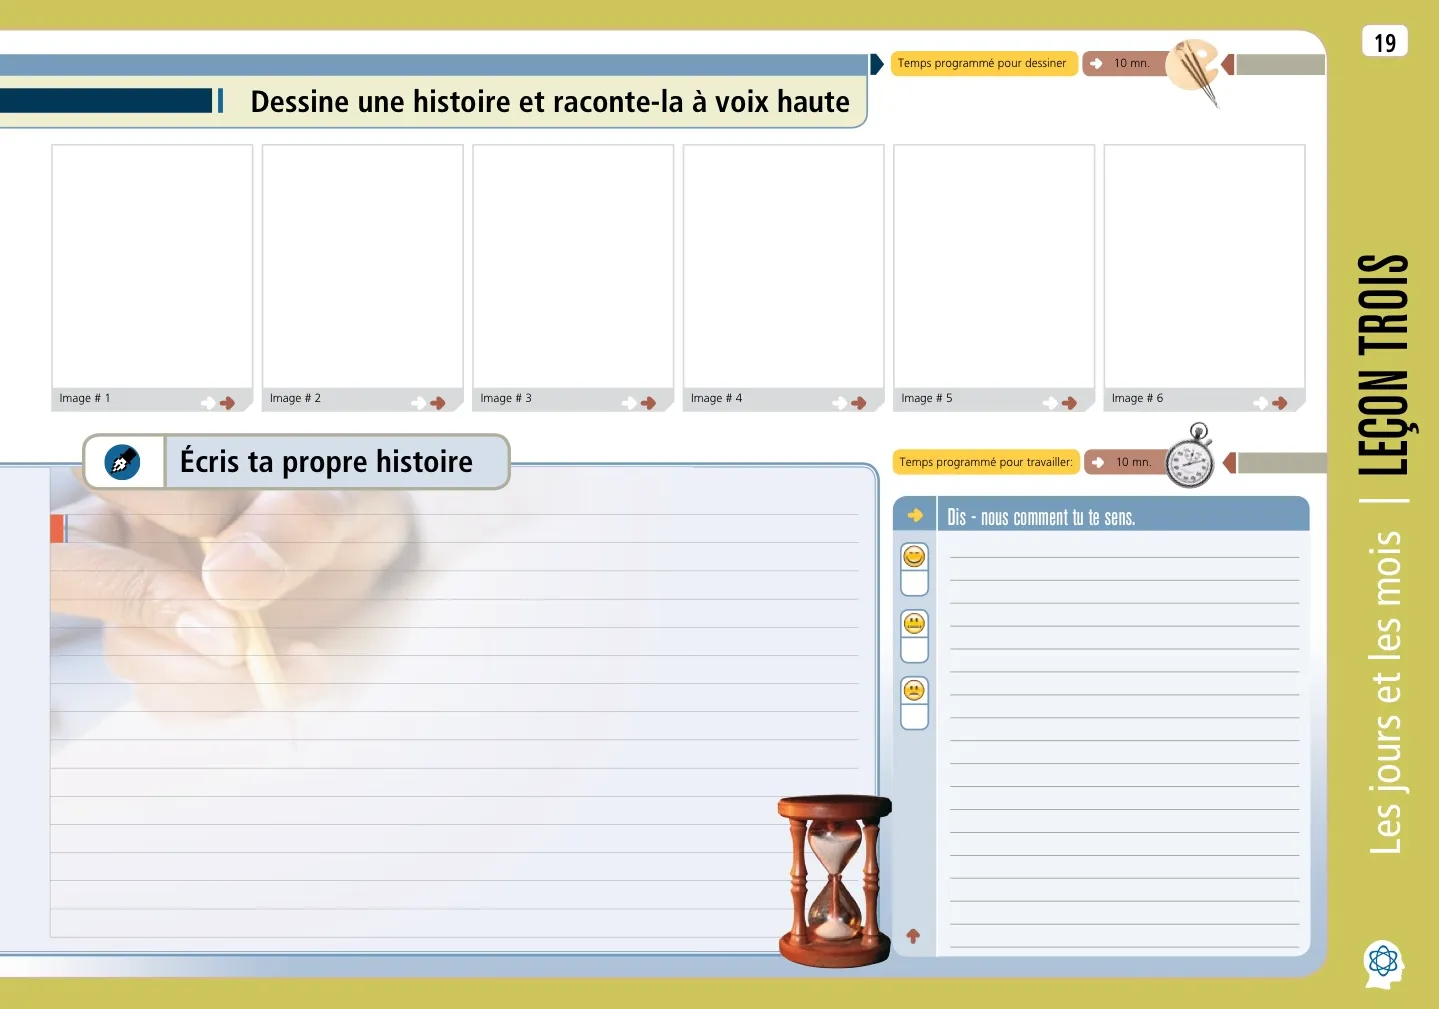 19
Temps programmé pour dessiner
10 mn.
Dessine une histoire et raconte-la à voix haute
Image # 1
Image # 2
Image # 3
Image # 4
Image # 5
Image # 6
Écris ta propre histoire
Temps programmé pour travailler:
10 mn.
Dis - nous comment tu te sens.
Les jours et les mois | LEÇON TROIS